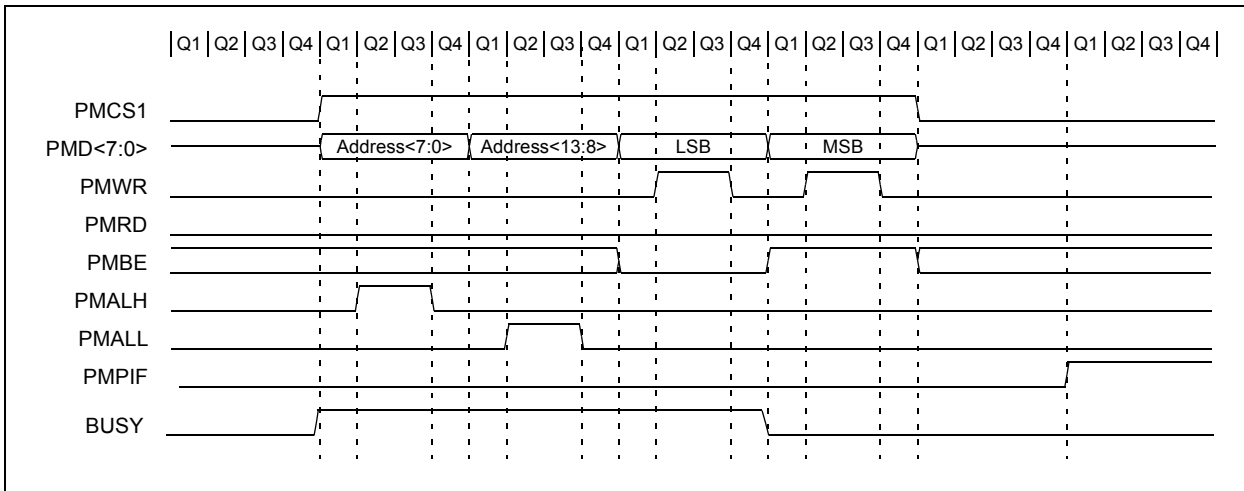 Q1 Q2 Q3 Q4 Q1 Q2 Q3 Q4 Q1 Q2 Q3 Q4 Q1 Q2 Q3 Q4 Q1 Q2 Q3 Q4 Q1 Q2 Q3 Q4 Q1 Q2 Q3 Q4
PMCS1
PMD<7:0> Address<7:0> Address<13:8> LSB MSB
PMWR
PMRD
PMBE
PMALH
PMALL
PMPIF
BUSY